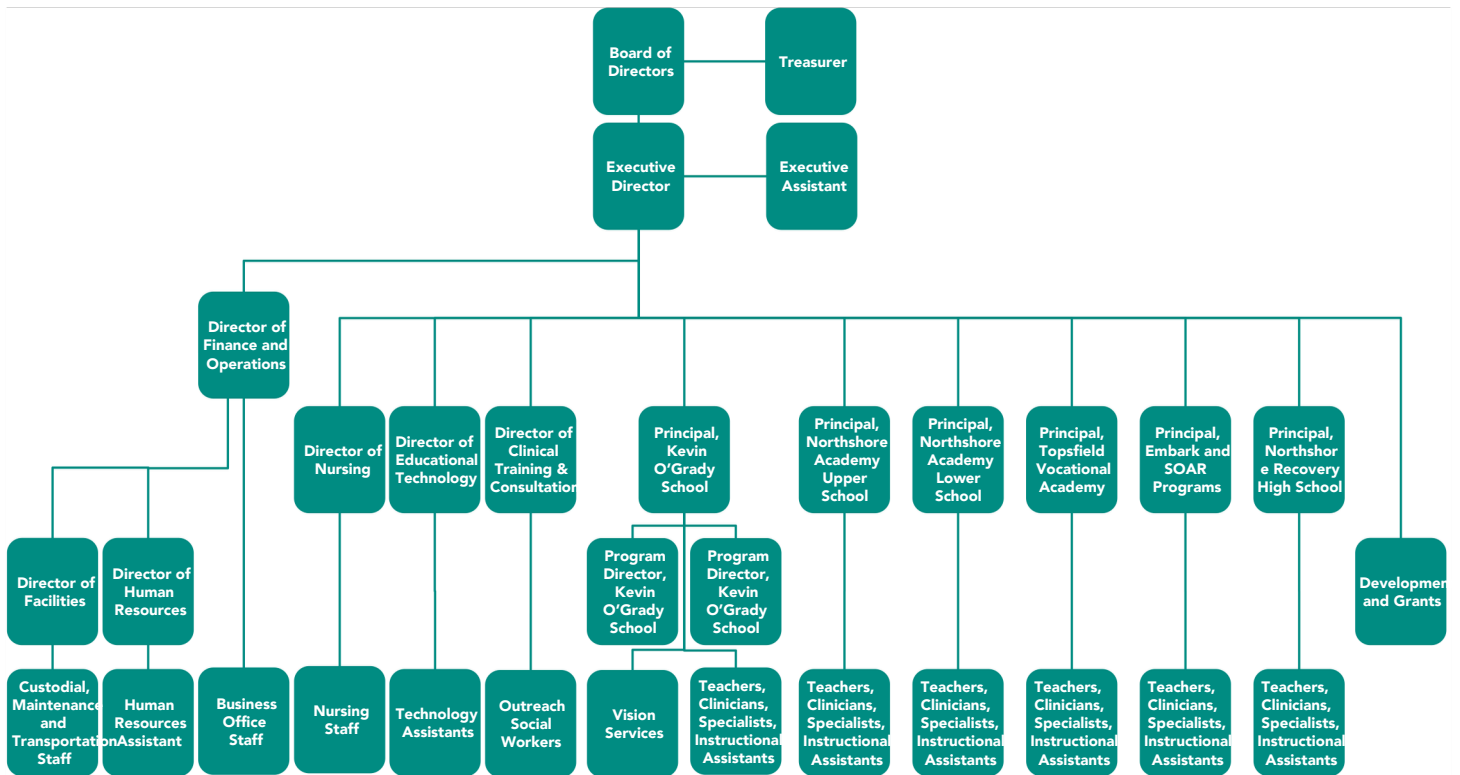 Board of
Directors
Treasurer
Executive
Director
Executive
Assistant
Director of
Finance and
Operations
Director of
Nursing
Director of
Educational
Technology
Director of
Clinical
Training &
Consultation
Principal,
Kevin
O'Grady
School
Principal,
Northshore
Academy
Upper
School
Principal,
Northshore
Academy
Lower
School
Principal,
Topsfield
Vocational
Academy
Principal,
Embark and
SOAR
Programs
Principal,
Northshor
e Recovery
High School
Director of
Facilities
Director of
Human
Resources
Program
Director,
Kevin
O'Grady
School
Program
Director,
Kevin
O'Grady
School
Developmen
and Grants
Custodial,
Maintenance
and
Transportation
Staff
Human
Resources
Assistant
Business
Office
Staff
Nursing
Staff
Technology
Assistants
Outreach
Social
Workers
Vision
Services
Teachers,
Clinicians,
Specialists,
Instructional
Assistants
Teachers,
Clinicians,
Specialists,
Instructional
Assistants
Teachers,
Clinicians,
Specialists,
Instructional
Assistants
Teachers,
Clinicians,
Specialists,
Instructional
Assistants
Teachers,
Clinicians,
Specialists,
Instructional
Assistants
Teachers,
Clinicians,
Specialists,
Instructional
Assistants